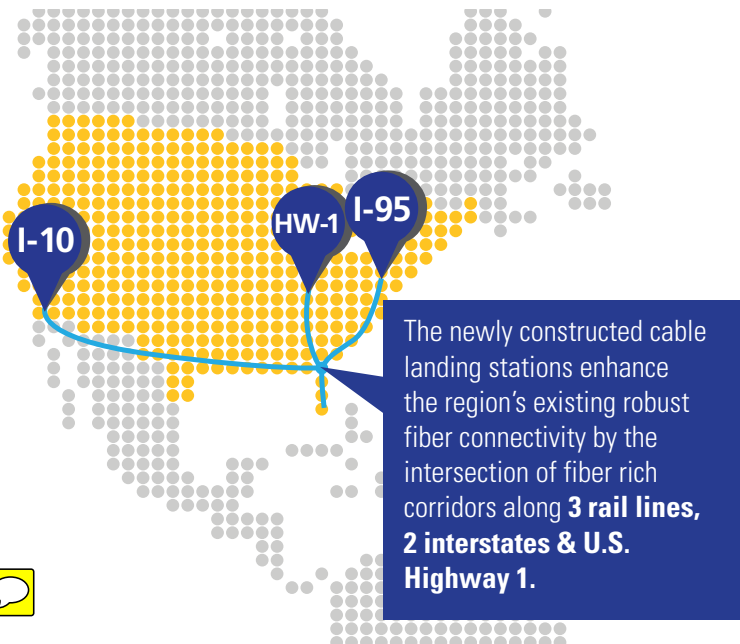 I-10
HW-1
I-95
The newly constructed cable
landing stations enhance
the region's existing robust
fiber connectivity by the
intersection of fiber rich
corridors along 3 rail lines,
2 interstates & U.S.
Highway 1.